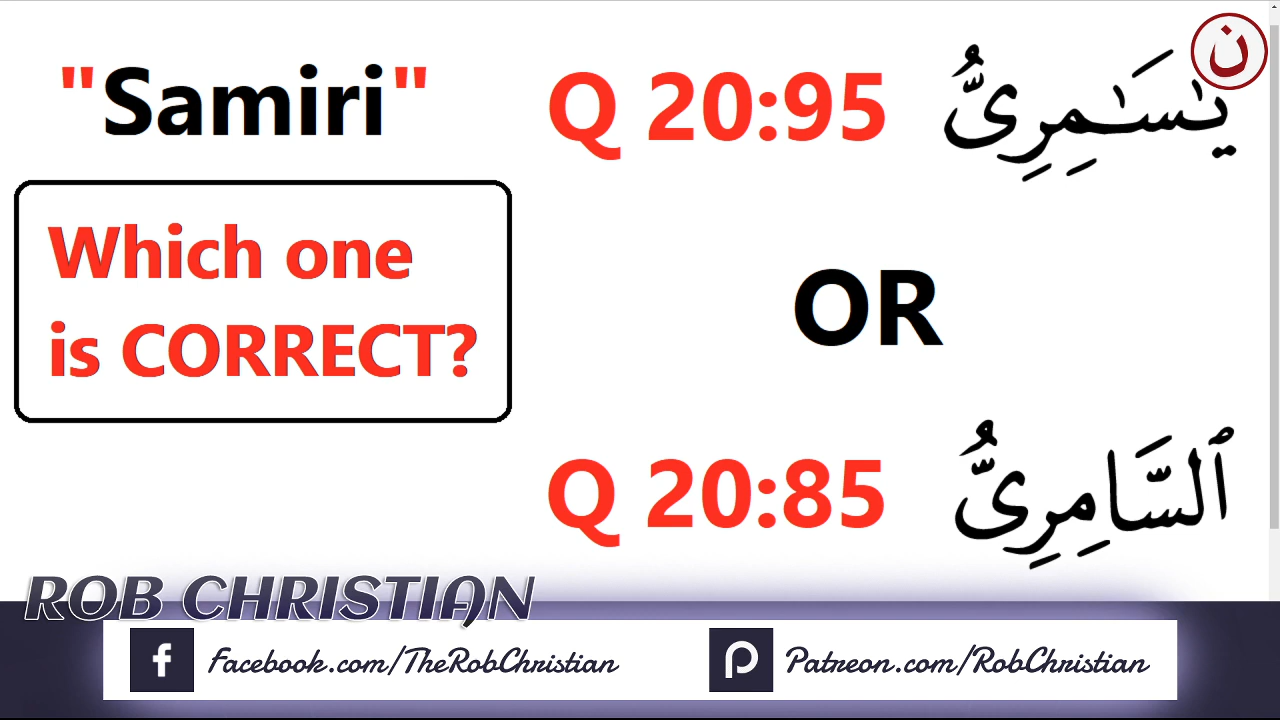 "Samiri"
Q 20:95
يَٰسَٰمِرِىُّ
ن
Which one
is CORRECT?
OR
Q 20:85
ٱلسَّامِرِىُّ
ROB CHRISTIAN
Facebook.com/TheRobChristian
Patreon.com/RobChristian